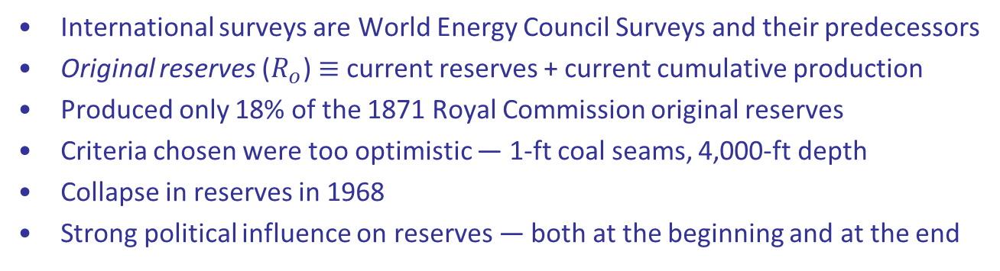 • International surveys are World Energy Council Surveys and their predecessors
• Original reserves (Rₒ) ≡ current reserves + current cumulative production
• Produced only 18% of the 1871 Royal Commission original reserves
• Criteria chosen were too optimistic — 1-ft coal seams, 4,000-ft depth
• Collapse in reserves in 1968
• Strong political influence on reserves — both at the beginning and at the end